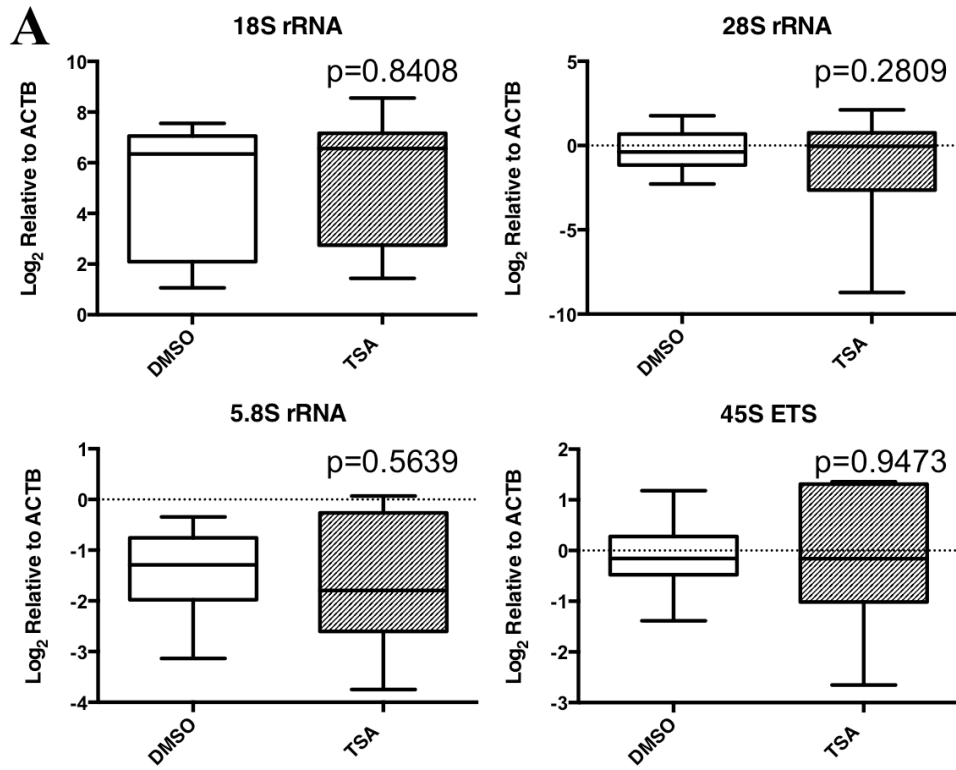 A
18S rRNA
p=0.8408
Log₂ Relative to ACTB
10
8
6
4
2
0
DMSO
TSA
28S rRNA
p=0.2809
Log₂ Relative to ACTB
5
0
-5
-10
DMSO
TSA
5.8S rRNA
p=0.5639
Log₂ Relative to ACTB
1
0
-1
-2
-3
-4
DMSO
TSA
45S ETS
p=0.9473
Log₂ Relative to ACTB
2
1
0
-1
-2
-3
DMSO
TSA